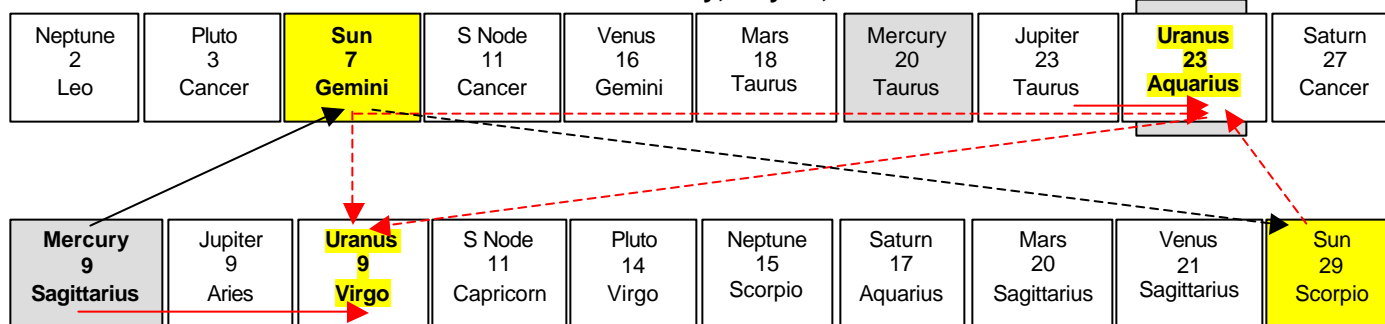 Neptune
2
Leo
Pluto
3
Cancer
Sun
7
Gemini
S Node
11
Cancer
Venus
16
Gemini
Mars
18
Taurus
Mercury
20
Taurus
Jupiter
23
Taurus
Uranus
23
Aquarius
Saturn
27
Cancer
Mercury
9
Sagittarius
Jupiter
9
Aries
Uranus
9
Virgo
S Node
11
Capricorn
Pluto
14
Virgo
Neptune
15
Scorpio
Saturn
17
Aquarius
Mars
20
Sagittarius
Venus
21
Sagittarius
Sun
29
Scorpio